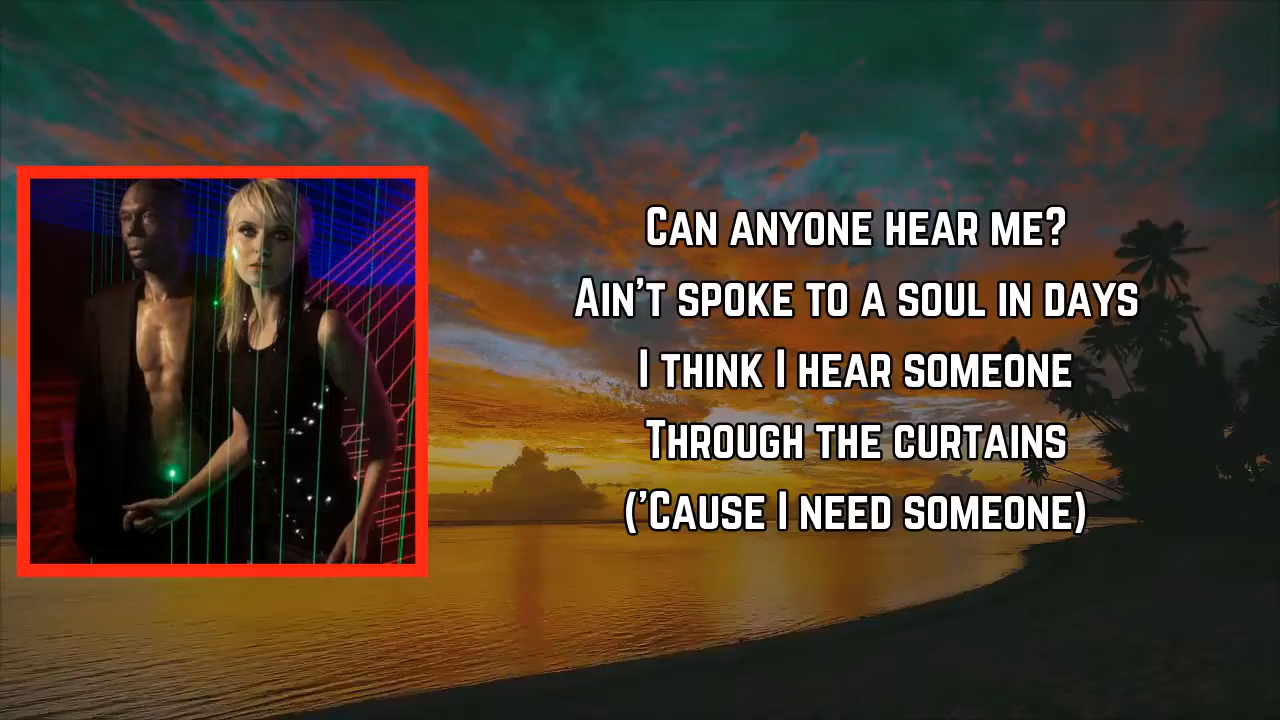 Can anyone hear me?
Ain't spoke to a soul in days
I think I hear someone
Through the curtains
('Cause I need someone)